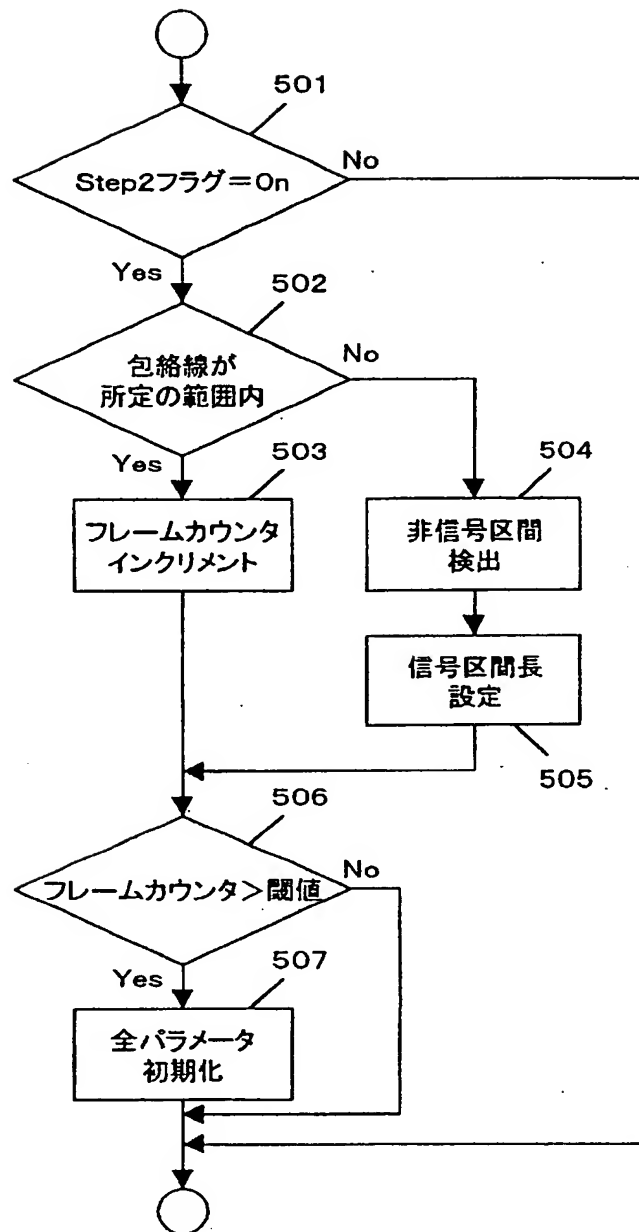 501
Step2フラグ=On
No
Yes
502
包絡線が
所定の範囲内
No
Yes
503
フレームカウンタ
インクリメント
504
非信号区間
検出
信号区間長
設定
505
506
フレームカウンタ>閾値
No
Yes
507
全パラメータ
初期化